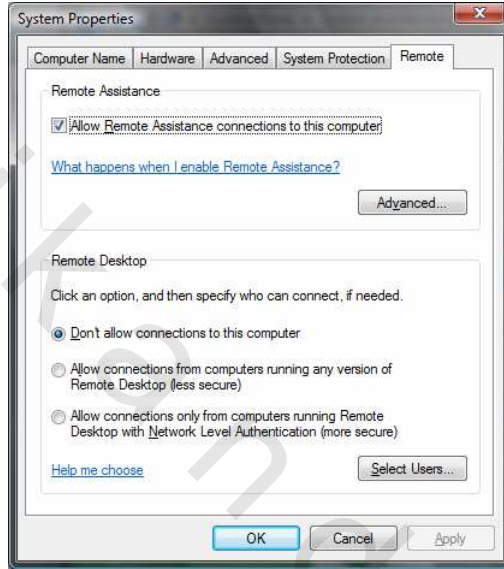 System Properties
Computer Name Hardware Advanced System Protection Remote
Remote Assistance
Allow Remote Assistance connections to this computer
What happens when I enable Remote Assistance?
Advanced...
Remote Desktop
Click an option, and then specify who can connect, if needed.
Don't allow connections to this computer
Allow connections from computers running any version of
Remote Desktop (less secure)
Allow connections only from computers running Remote
Desktop with Network Level Authentication (more secure)
Help me choose
Select Users...
OK Cancel Apply